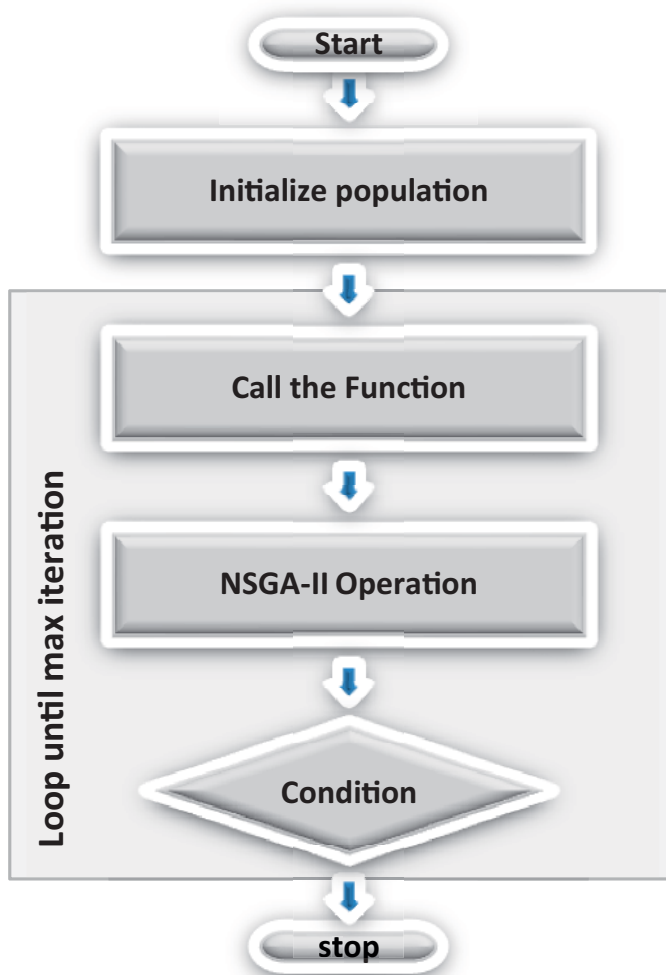 Start
Initialize population
Call the Function
NSGA-II Operation
Loop until max iteration
Condition
stop